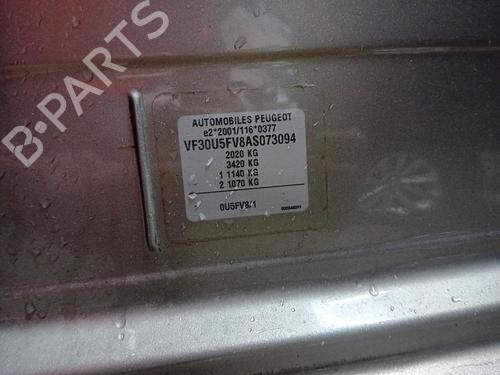 B-PARTS
AUTOMOBILES PEUGEOT
e2*2001/116*0377
VF30U5FV8AS073094
2020 KG
3420 KG
1 1140 KG
2 1070 KG
0U5FV8/1